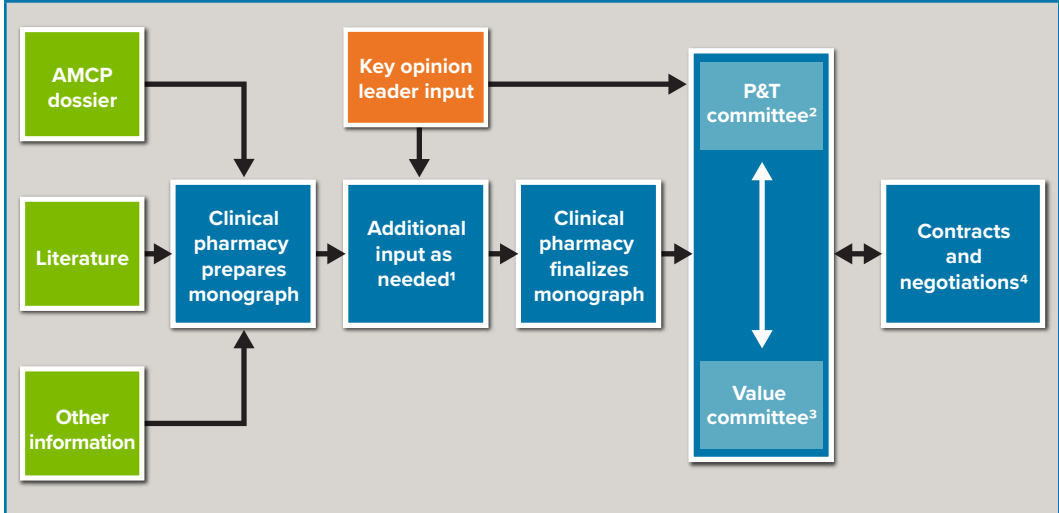 AMCP
dossier
Key opinion
leader input
P&T
committee²
Literature
Clinical
pharmacy
prepares
monograph
Additional
input as
needed¹
Clinical
pharmacy
finalizes
monograph
Contracts
and
negotiations⁴
Other
information
Value
committee³